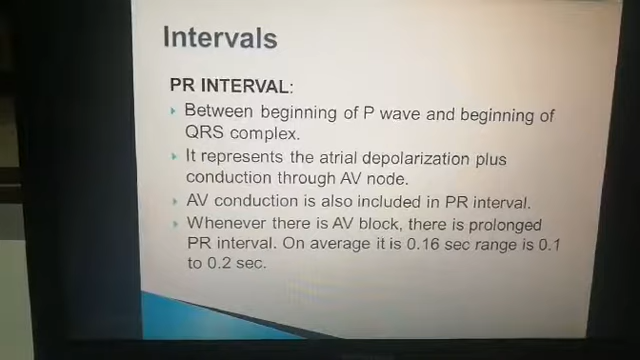 Intervals
PR INTERVAL:
Between beginning of P wave and beginning of
QRS complex.
It represents the atrial depolarization plus
conduction through AV node.
AV conduction is also included in PR interval.
Whenever there is AV block, there is prolonged
PR interval. On average it is 0.16 sec range is 0.1
to 0.2 sec.